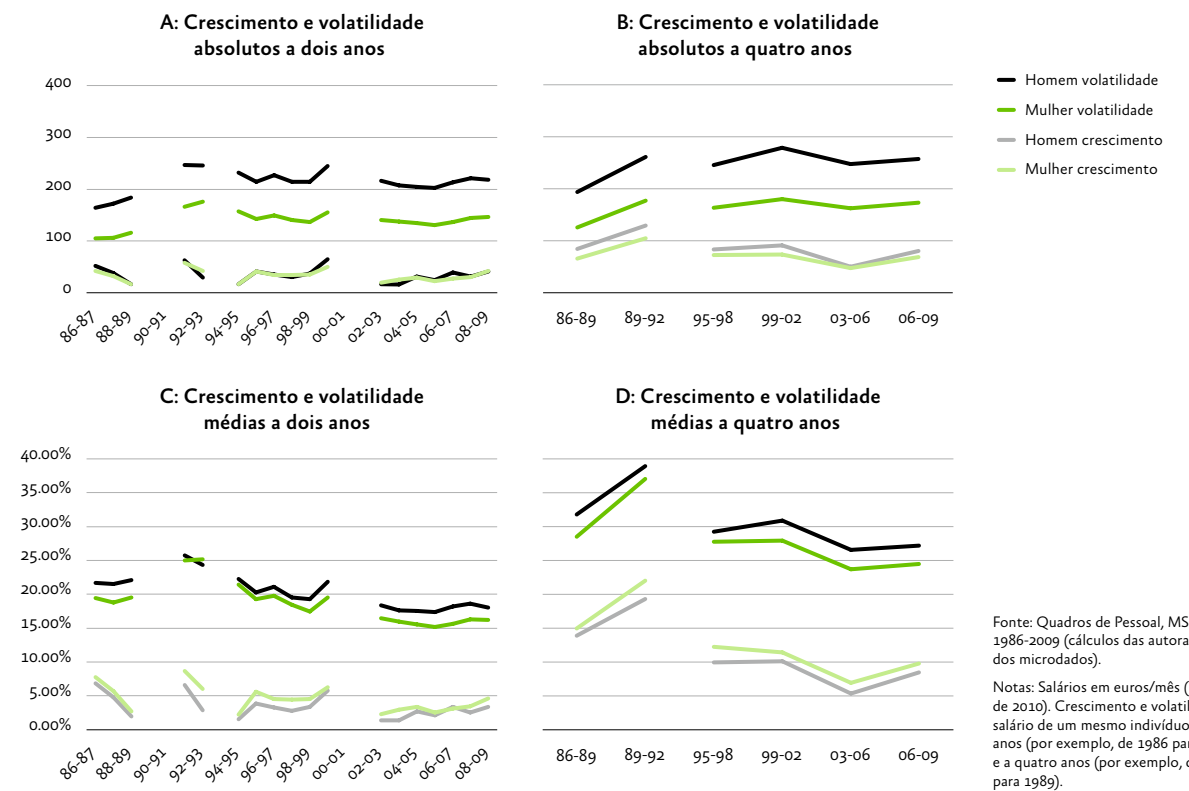 A: Crescimento e volatilidade
absolutos a dois anos
400
300
200
100
0
86-87
88-89
90-91
92-93
94-95
96-97
98-99
00-01
02-03
04-05
06-07
08-09
B: Crescimento e volatilidade
absolutos a quatro anos
86-89
89-92
95-98
99-02
03-06
06-09
Homem volatilidade
Mulher volatilidade
Homem crescimento
Mulher crescimento
C: Crescimento e volatilidade
médias a dois anos
40.00%
35.00%
30.00%
25.00%
20.00%
15.00%
10.00%
5.00%
0.00%
86-87
88-89
90-91
92-93
94-95
96-97
98-99
00-01
02-03
04-05
06-07
08-09
D: Crescimento e volatilidade
médias a quatro anos
86-89
89-92
95-98
99-02
03-06
06-09
Fonte: Quadros de Pessoal, MS
1986-2009 (cálculos das autora
dos microdados).
Notas: Salários em euros/mês (
de 2010). Crescimento e volatil
salário de um mesmo indivíduo
anos (por exemplo, de 1986 par
e a quatro anos (por exemplo, d
para 1989).